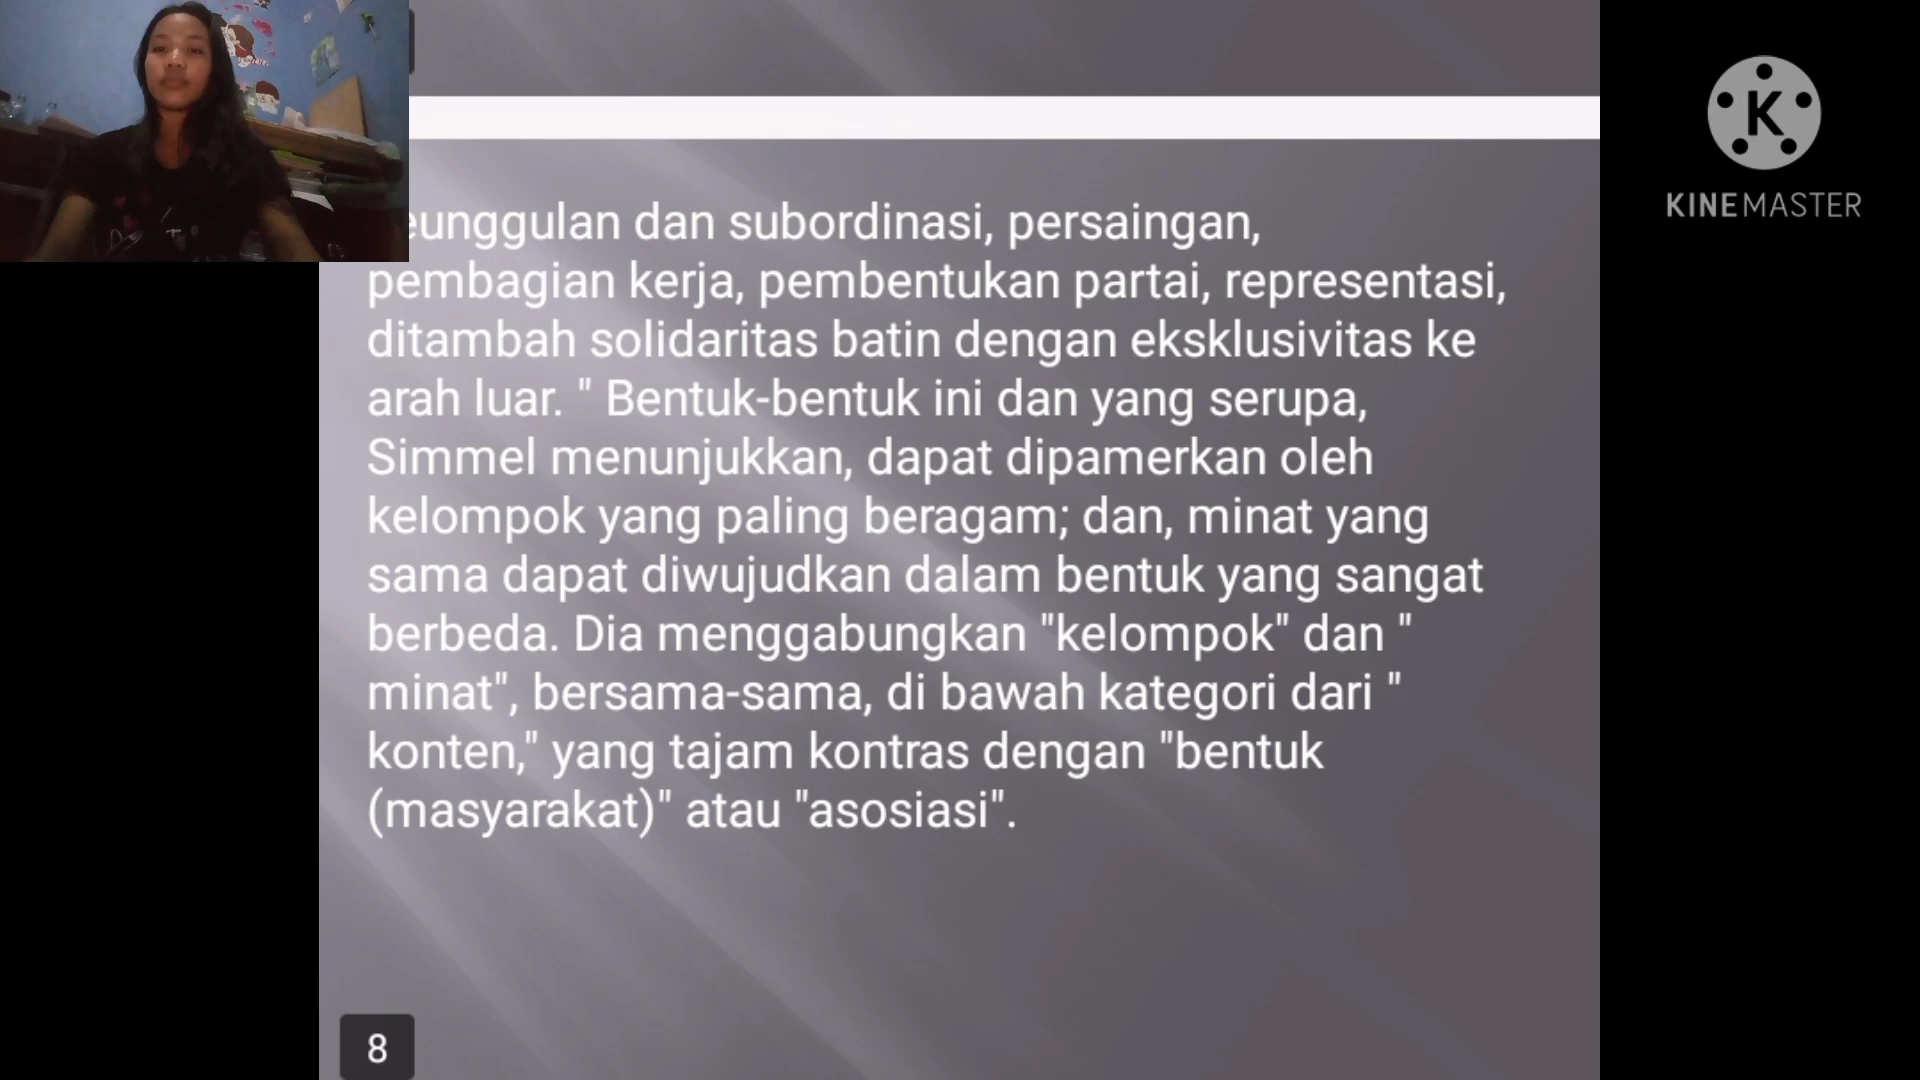 dan subordinasi, persaingan,
pembagian kerja, pembentukan partai, representasi,
ditambah solidaritas batin dengan eksklusivitas ke
arah luar. " Bentuk-bentuk ini dan yang serupa,
Simmel menunjukkan, dapat dipamerkan oleh
kelompok yang paling beragam; dan, minat yang
sama dapat diwujudkan dalam bentuk yang sangat
berbeda. Dia menggabungkan "kelompok" dan "
minat", bersama-sama, di bawah kategori dari "
konten," yang tajam kontras dengan "bentuk
(masyarakat)" atau "asosiasi".
8
K
KINEMASTER